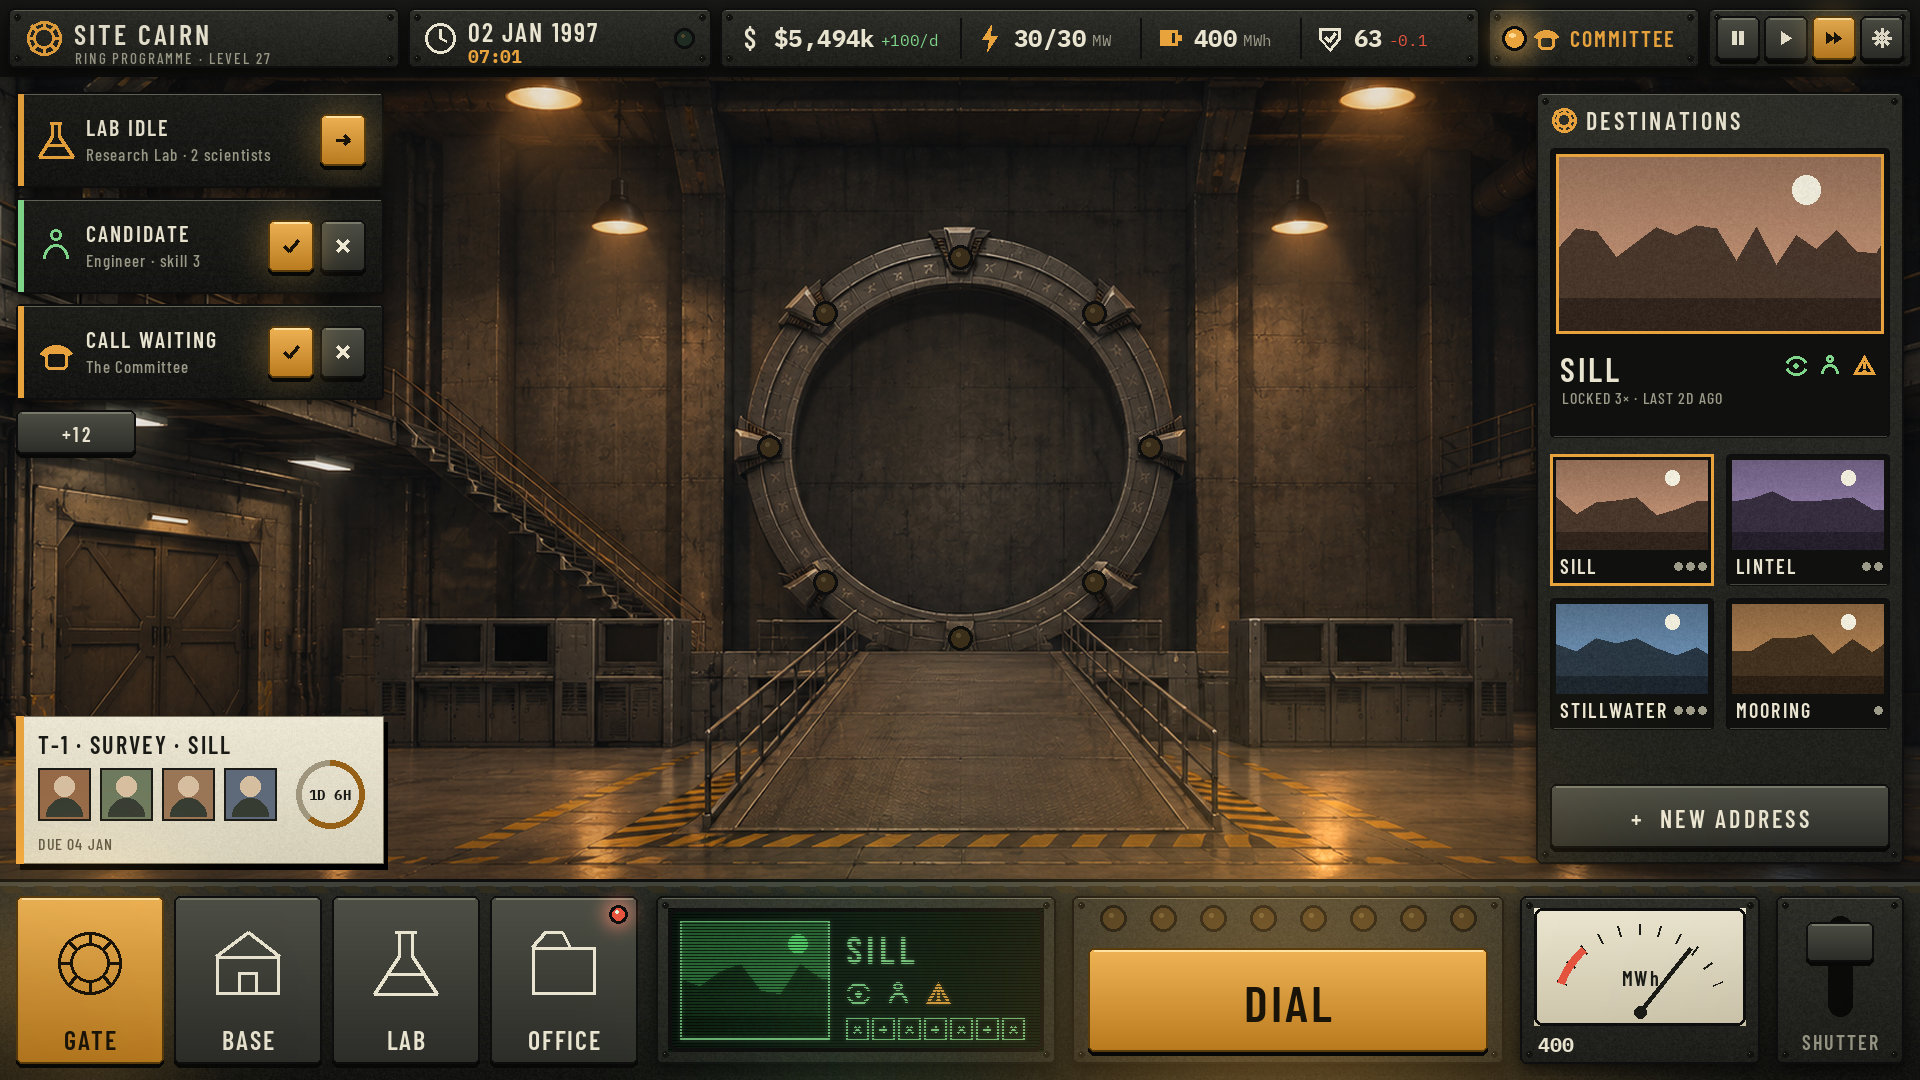 SITE CAIRN
RING PROGRAMME · LEVEL 27
02 JAN 1997
07:01
$ $5,494k +100/d
30/30 MW
400 MWh
63 -0.1
COMMITTEE
LAB IDLE
Research Lab · 2 scientists
CANDIDATE
Engineer · skill 3
CALL WAITING
The Committee
+12
DESTINATIONS
SILL
LOCKED 3× · LAST 2D AGO
SILL
LINTEL
STILLWATER
MOORING
+ NEW ADDRESS
T-1 · SURVEY · SILL
1D 6H
DUE 04 JAN
GATE
BASE
LAB
OFFICE
SILL
DIAL
MWh
400
SHUTTER